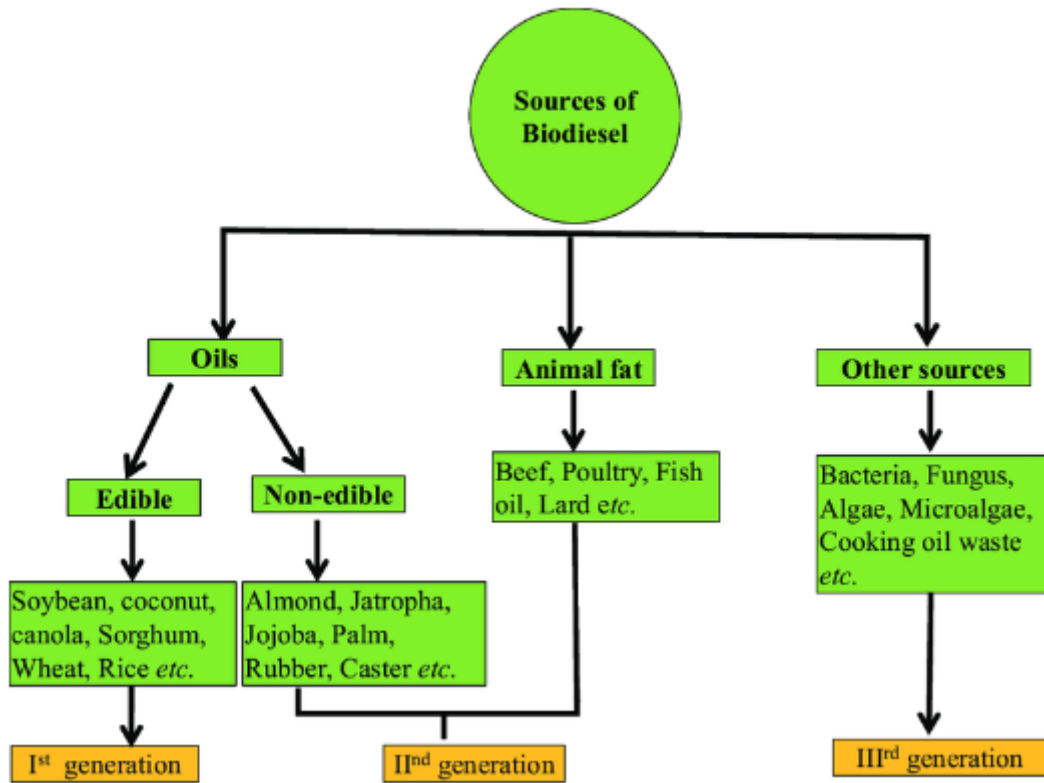 Sources of
Biodiesel
Oils
Animal fat
Other sources
Edible
Non-edible
Beef, Poultry, Fish
oil, Lard etc.
Bacteria, Fungus,
Algae, Microalgae,
Cooking oil waste
etc.
Soybean, coconut,
canola, Sorghum,
Wheat, Rice etc.
Almond, Jatropha,
Jojoba, Palm,
Rubber, Caster etc.
Ist generation
IInd generation
IIIrd generation